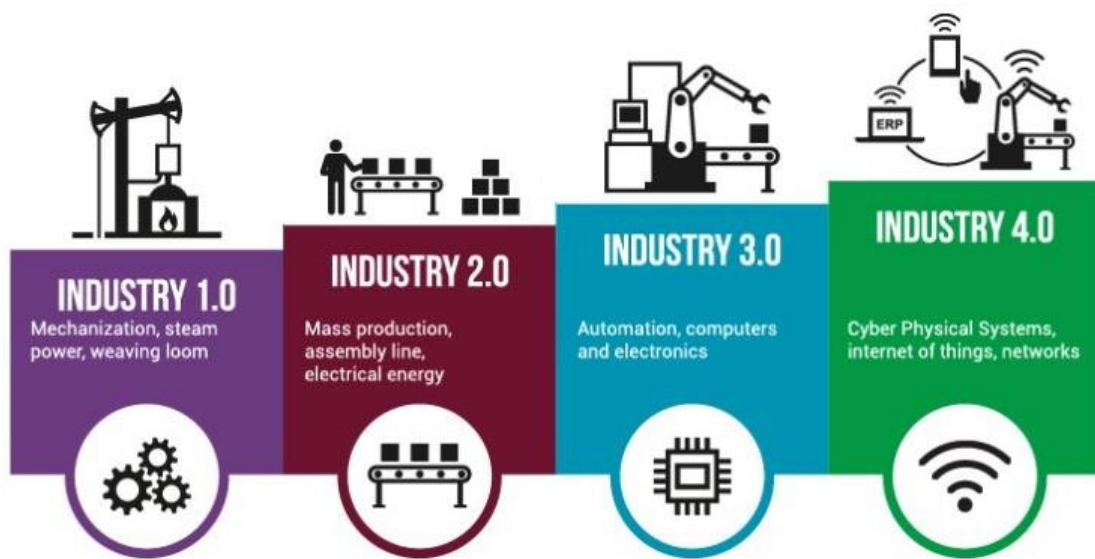 INDUSTRY 1.0
Mechanization, steam
power, weaving loom
INDUSTRY 2.0
Mass production,
assembly line,
electrical energy
INDUSTRY 3.0
Automation, computers
and electronics
ERP
INDUSTRY 4.0
Cyber Physical Systems,
internet of things, networks